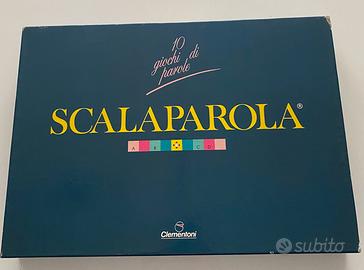 10
giochi di
parole
SCALAPAROLA®
A B C D
Clementoni
subito